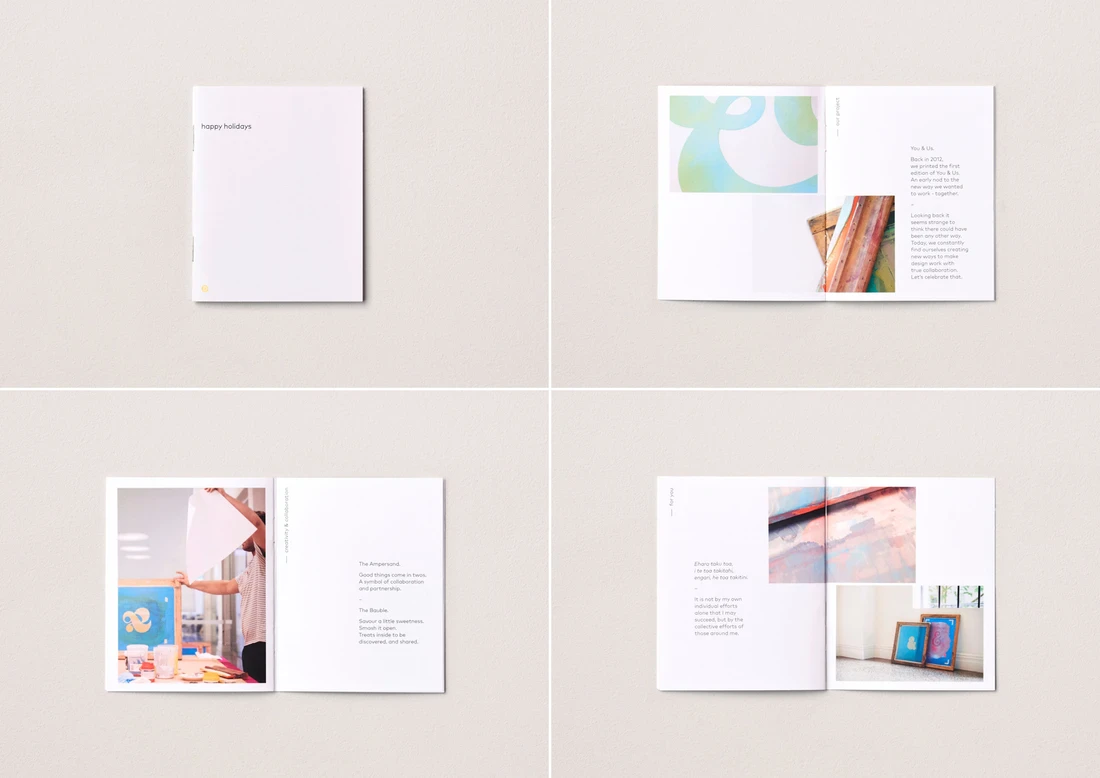 happy holidays
our project
You & Us.
Back in 2012,
we printed the first
edition of You & Us.
An early nod to the
new way we wanted
to work - together.
–
Looking back it
seems strange to
think there could have
been any other way.
Today, we constantly
find ourselves creating
new ways to make
design work with
true collaboration.
Let's celebrate that.
creativity & collaboration
The Ampersand.
Good things come in twos.
A symbol of collaboration
and partnership.
–
The Bauble.
Savour a little sweetness.
Smash it open.
Treats inside to be
discovered, and shared.
for you
Ehara taku toa,
i te toa takitahi,
engari, he toa takitini.
–
It is not by my own
individual efforts
alone that I may
succeed, but by the
collective efforts of
those around me.